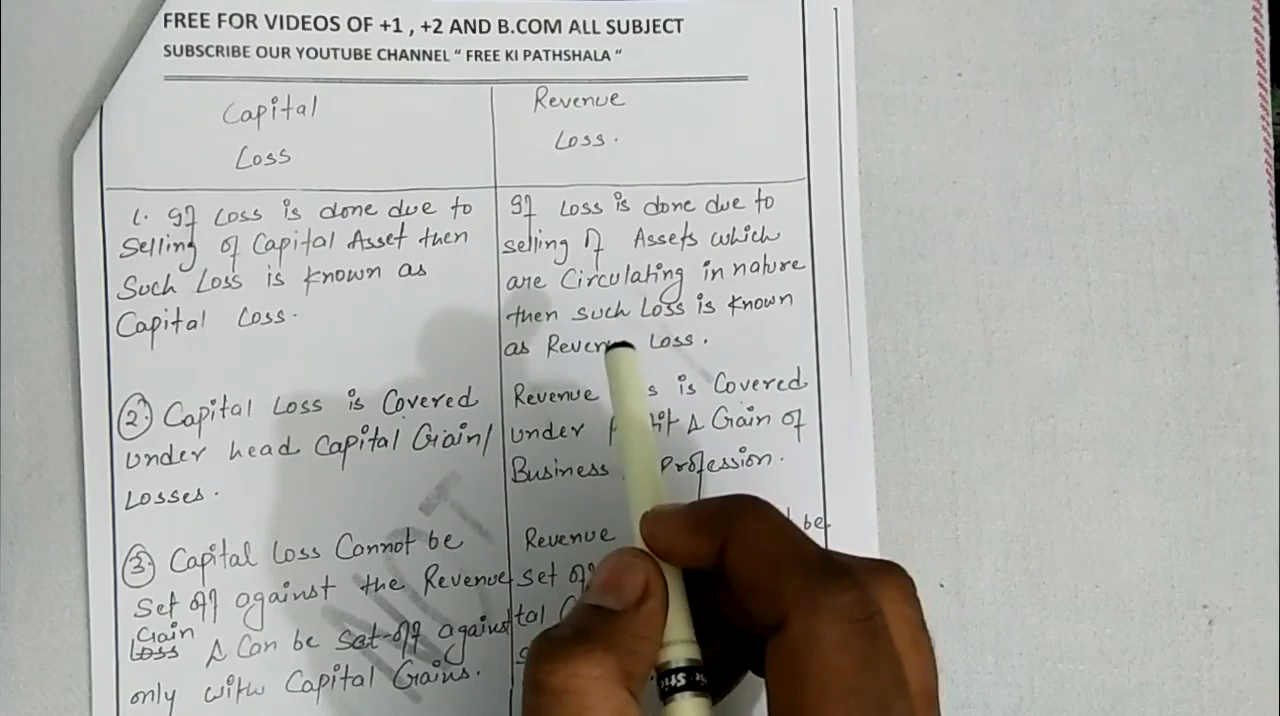 FREE FOR VIDEOS OF +1 , +2 AND B.COM ALL SUBJECT
SUBSCRIBE OUR YOUTUBE CHANNEL “ FREE KI PATHSHALA ”
Capital
Loss
1. If Loss is done due to
Selling of Capital Asset then
Such Loss is known as
Capital Loss.
2. Capital Loss is Covered
under head Capital Gain/
Losses.
3. Capital Loss Cannot be
Set off against the Revenue
Gain
Loss & Can be Set-off against
only with Capital Gains.
Revenue
Loss.
If Loss is done due to
selling of Assets which
are Circulating in nature
then such Loss is known
as Loss.
Revenue is Covered
under & Gain of
Business Profession.
Revenue be
set off
NOT